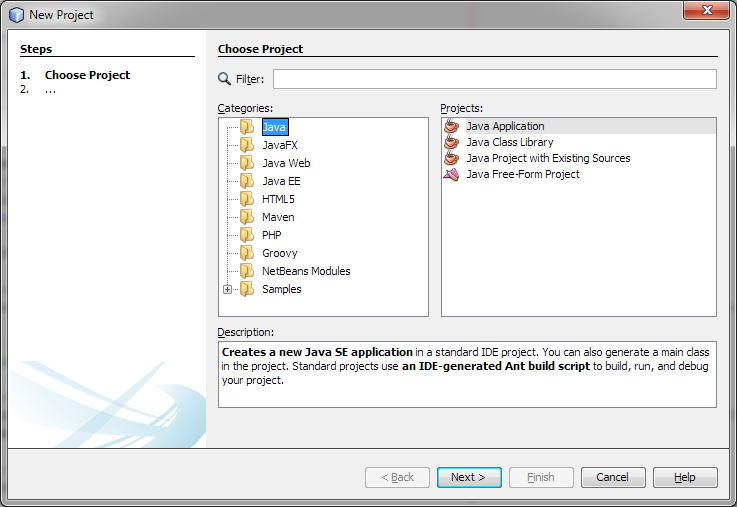 New Project
Steps
1. Choose Project
2. ...
Choose Project
Filter:
Categories:
Java
JavaFX
Java Web
Java EE
HTML5
Maven
PHP
Groovy
NetBeans Modules
Samples
Projects:
Java Application
Java Class Library
Java Project with Existing Sources
Java Free-Form Project
Description:
Creates a new Java SE application in a standard IDE project. You can also generate a main class
in the project. Standard projects use an IDE-generated Ant build script to build, run, and debug
your project.
< Back
Next >
Finish
Cancel
Help